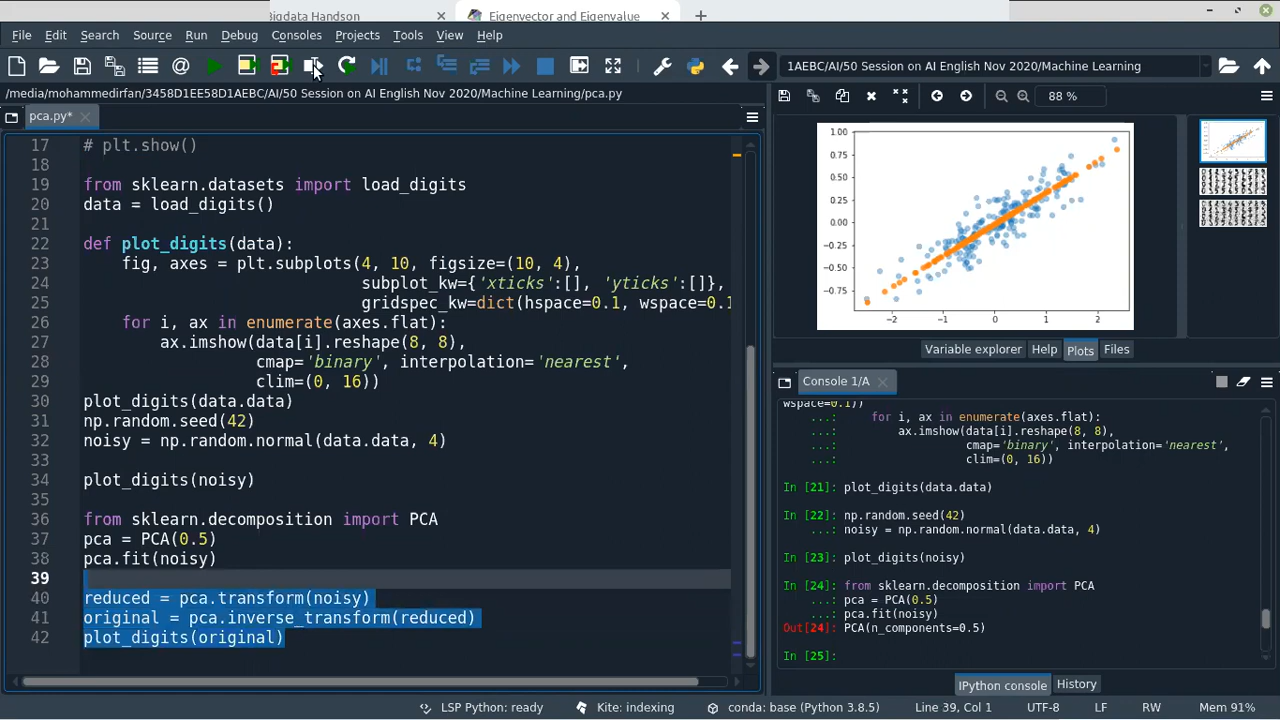 Bigdata Handson
Eigenvector and Eigenvalue
File Edit Search Source Run Debug Consoles Projects Tools View Help
1AEBC/AI/50 Session on AI English Nov 2020/Machine Learning
/media/mohammedirfan/3458D1EE58D1AEBC/AI/50 Session on AI English Nov 2020/Machine Learning/pca.py
88 %
pca.py*
17 # plt.show()
18
19 from sklearn.datasets import load_digits
20 data = load_digits()
21
22 def plot_digits(data):
23 fig, axes = plt.subplots(4, 10, figsize=(10, 4),
24 subplot_kw={'xticks':[], 'yticks':[]},
25 gridspec_kw=dict(hspace=0.1, wspace=0.1
26 for i, ax in enumerate(axes.flat):
27 ax.imshow(data[i].reshape(8, 8),
28 cmap='binary', interpolation='nearest',
29 clim=(0, 16))
30 plot_digits(data.data)
31 np.random.seed(42)
32 noisy = np.random.normal(data.data, 4)
33
34 plot_digits(noisy)
35
36 from sklearn.decomposition import PCA
37 pca = PCA(0.5)
38 pca.fit(noisy)
39
40 reduced = pca.transform(noisy)
41 original = pca.inverse_transform(reduced)
42 plot_digits(original)
1.00
0.75
0.50
0.25
0.00
−0.25
−0.50
−0.75
−2 −1 0 1 2
Variable explorer Help Plots Files
Console 1/A
wspace=0.1))
...: for i, ax in enumerate(axes.flat):
...: ax.imshow(data[i].reshape(8, 8),
...: cmap='binary', interpolation='nearest',
...: clim=(0, 16))
In [21]: plot_digits(data.data)
In [22]: np.random.seed(42)
...: noisy = np.random.normal(data.data, 4)
In [23]: plot_digits(noisy)
In [24]: from sklearn.decomposition import PCA
...: pca = PCA(0.5)
...: pca.fit(noisy)
Out[24]: PCA(n_components=0.5)
In [25]:
IPython console History
LSP Python: ready Kite: indexing conda: base (Python 3.8.5) Line 39, Col 1 UTF-8 LF RW Mem 91%